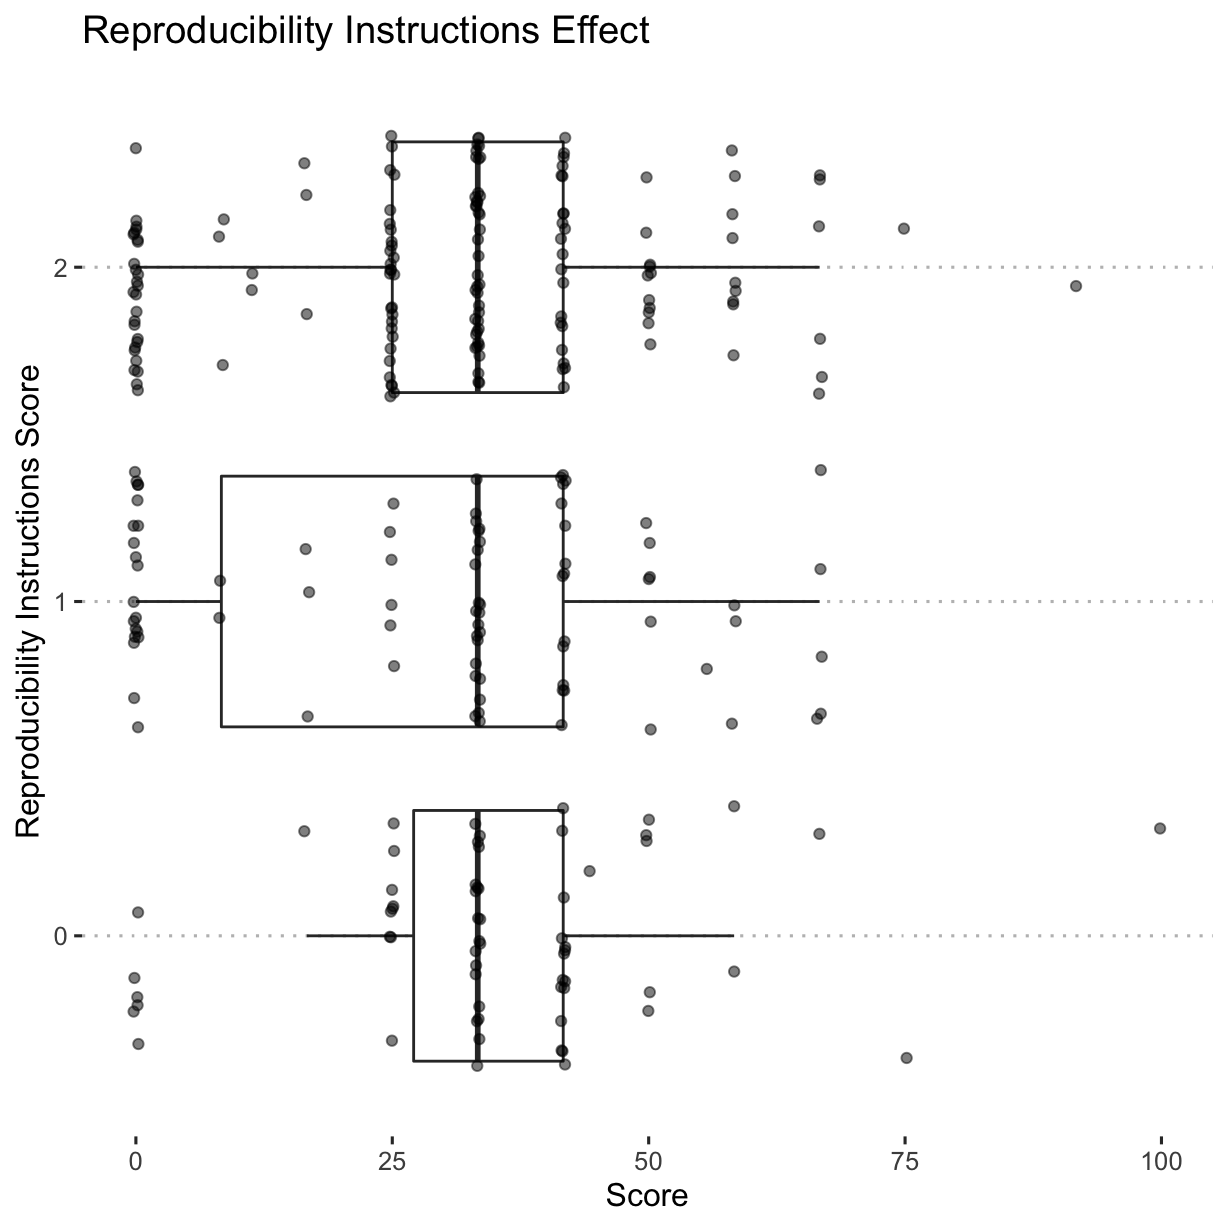 Reproducibility Instructions Effect
Reproducibility Instructions Score
2
1
0
0 25 50 75 100
Score